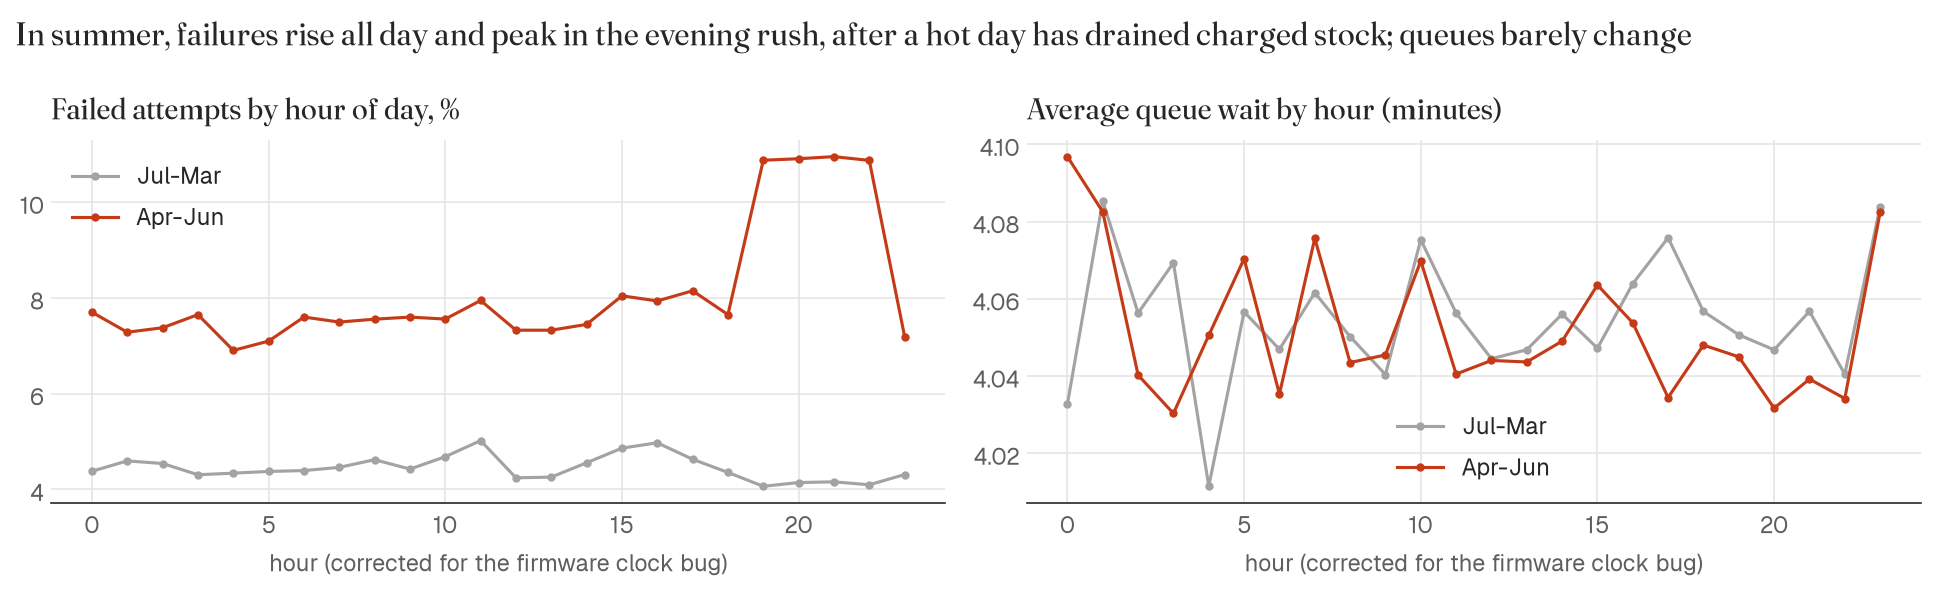 In summer, failures rise all day and peak in the evening rush, after a hot day has drained charged stock; queues barely change
Failed attempts by hour of day, %
Jul-Mar
Apr-Jun
10
8
6
4
0 5 10 15 20
hour (corrected for the firmware clock bug)
Average queue wait by hour (minutes)
4.10
4.08
4.06
4.04
4.02
Jul-Mar
Apr-Jun
0 5 10 15 20
hour (corrected for the firmware clock bug)